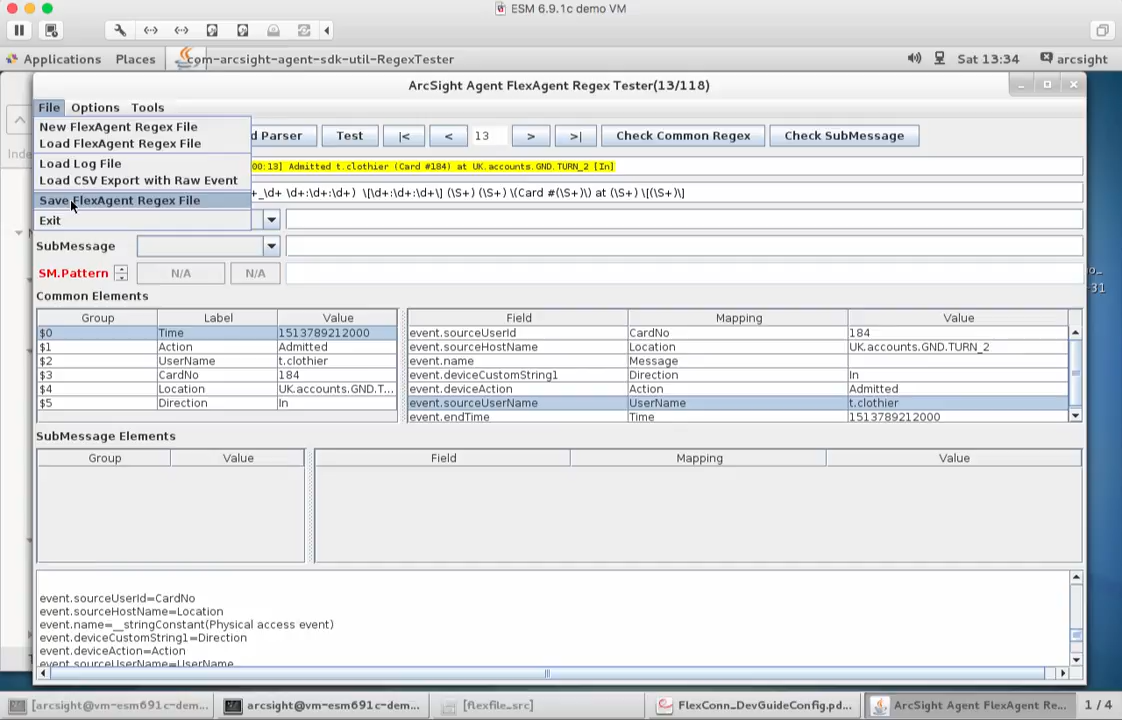 ESM 6.9.1c demo VM
Applications Places com-arcsight-agent-sdk-util-RegexTester Sat 13:34 arcsight
ArcSight Agent FlexAgent Regex Tester(13/118)
File Options Tools
New FlexAgent Regex File
Load FlexAgent Regex File
Load Log File
Load CSV Export with Raw Event
Save FlexAgent Regex File
Exit
d Parser Test |< < 13 > >| Check Common Regex Check SubMessage
00:13] Admitted t.clothier (Card #184) at UK.accounts.GND.TURN_2 [In]
+_\d+ \d+:\d+:\d+) \[\d+:\d+:\d+\] (\S+) (\S+) \(Card #(\S+)\) at (\S+) \[(\S+)\]
SubMessage
SM.Pattern N/A N/A
Common Elements
Group Label Value
$0 Time 1513789212000
$1 Action Admitted
$2 UserName t.clothier
$3 CardNo 184
$4 Location UK.accounts.GND.T...
$5 Direction In
Field Mapping Value
event.sourceUserId CardNo 184
event.sourceHostName Location UK.accounts.GND.TURN_2
event.name Message
event.deviceCustomString1 Direction In
event.deviceAction Action Admitted
event.sourceUserName UserName t.clothier
event.endTime Time 1513789212000
SubMessage Elements
Group Value Field Mapping Value
event.sourceUserId=CardNo
event.sourceHostName=Location
event.name=__stringConstant(Physical access event)
event.deviceCustomString1=Direction
event.deviceAction=Action
event.sourceUserName=UserName
[arcsight@vm-esm691c-dem... arcsight@vm-esm691c-dem... [flexfile_src] FlexConn_DevGuideConfig.pd... ArcSight Agent FlexAgent Re... 1 / 4